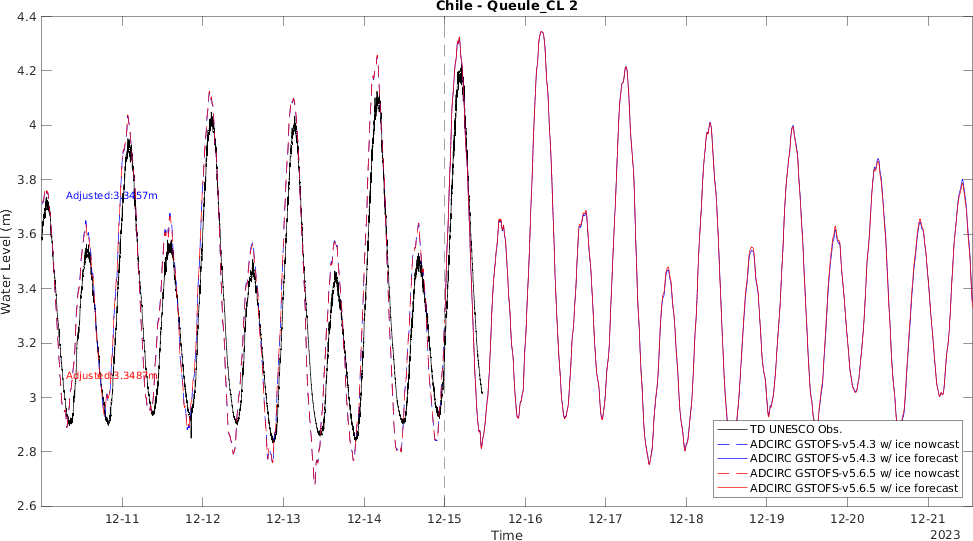 Chile - Queule_CL 2
4.4
4.2
4
3.8
3.6
3.4
3.2
3
2.8
2.6
Water Level (m)
Adjusted:3.3457m
Adjusted:3.3487m
TD UNESCO Obs.
ADCIRC GSTOFS-v5.4.3 w/ ice nowcast
ADCIRC GSTOFS-v5.4.3 w/ ice forecast
ADCIRC GSTOFS-v5.6.5 w/ ice nowcast
ADCIRC GSTOFS-v5.6.5 w/ ice forecast
12-11 12-12 12-13 12-14 12-15 12-16 12-17 12-18 12-19 12-20 12-21
Time
2023